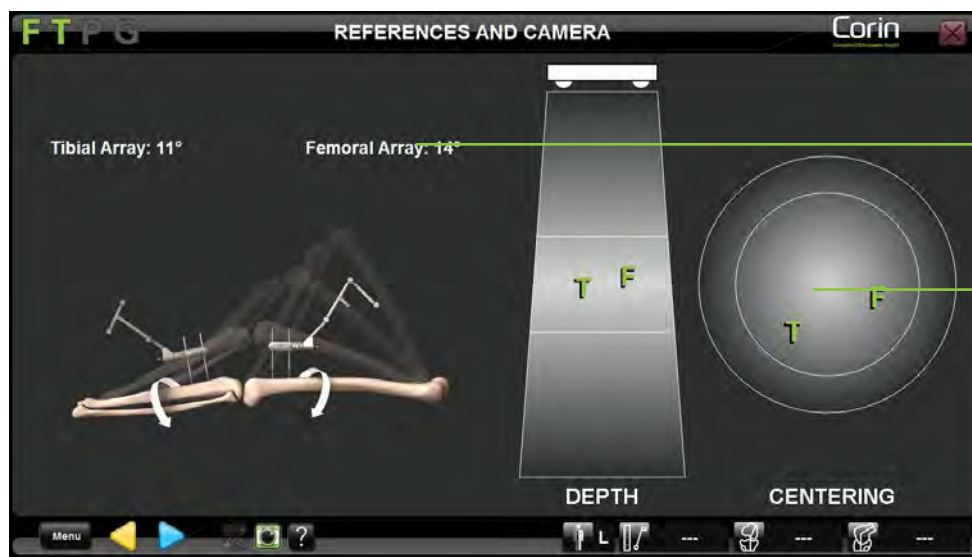 FTPG
REFERENCES AND CAMERA
Corin
Tibial Array: 11°
Femoral Array: 14°
T F
F
T
DEPTH
CENTERING
Menu
?
L
---
---
---